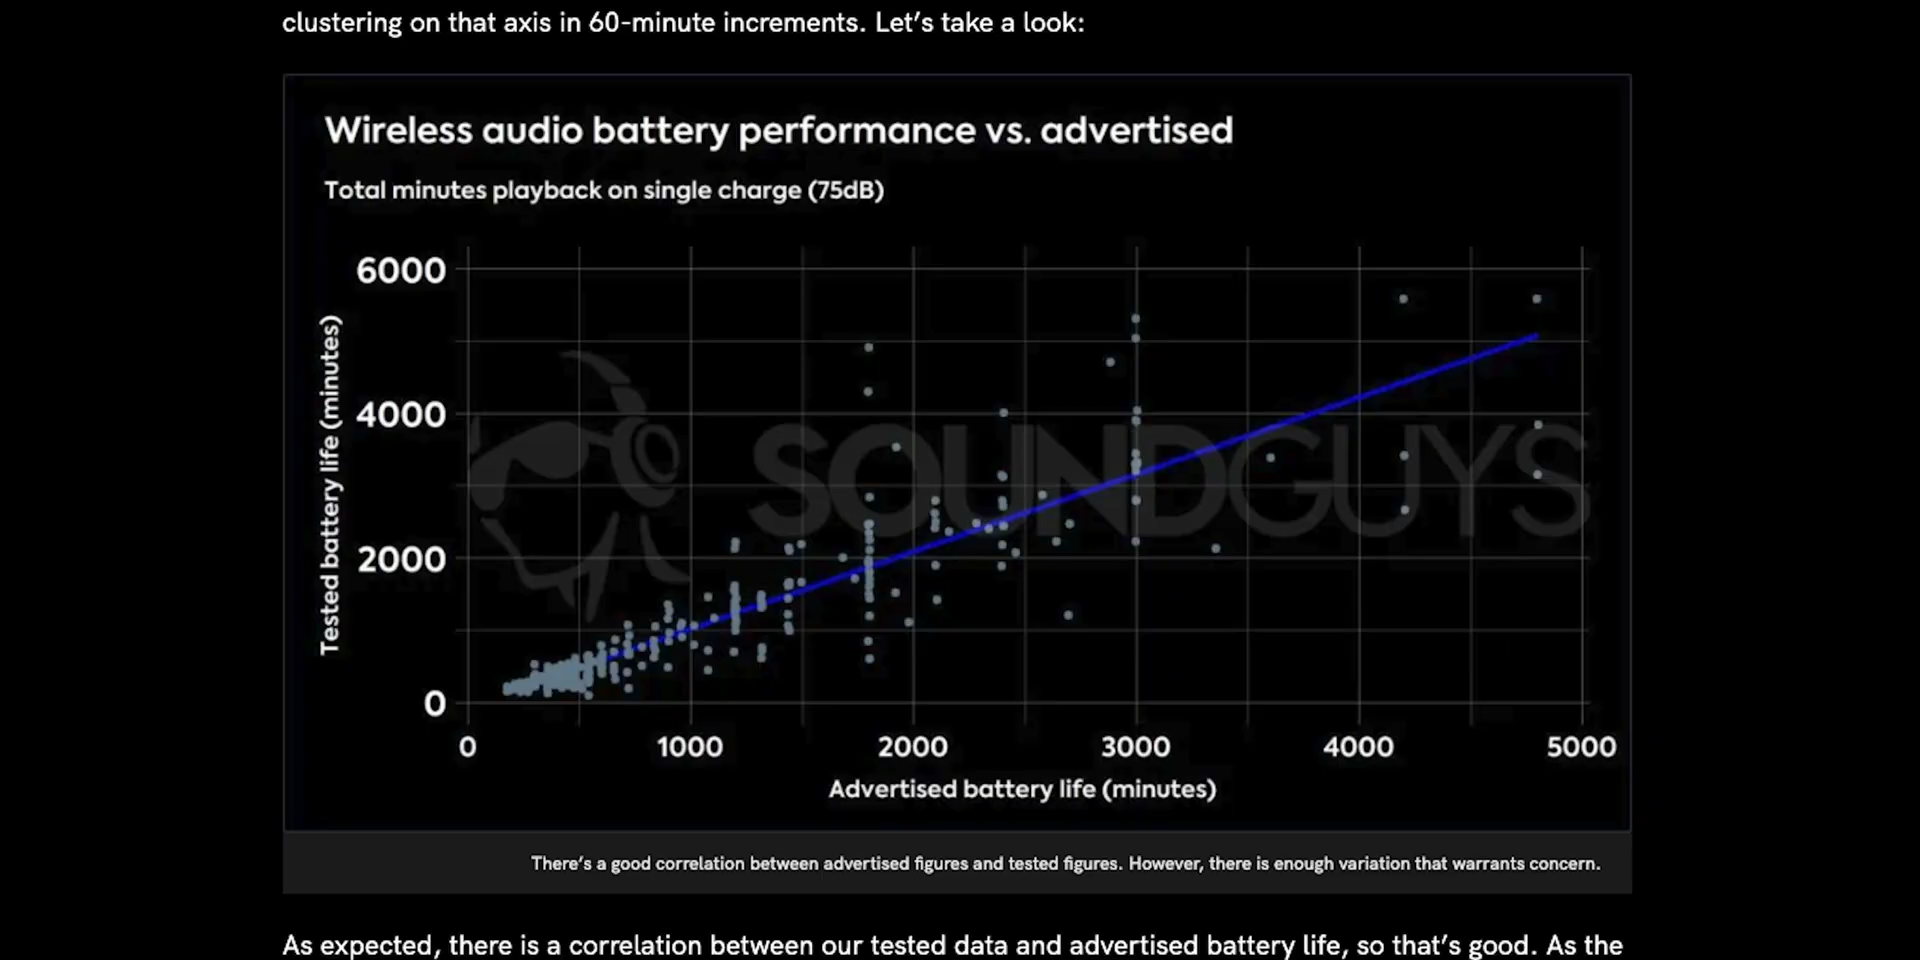 clustering on that axis in 60-minute increments. Let's take a look:
Wireless audio battery performance vs. advertised
Total minutes playback on single charge (75dB)
6000
4000
2000
0
Tested battery life (minutes)
SOUNDGUYS
0 1000 2000 3000 4000 5000
Advertised battery life (minutes)
There's a good correlation between advertised figures and tested figures. However, there is enough variation that warrants concern.
As expected, there is a correlation between our tested data and advertised battery life, so that's good. As the